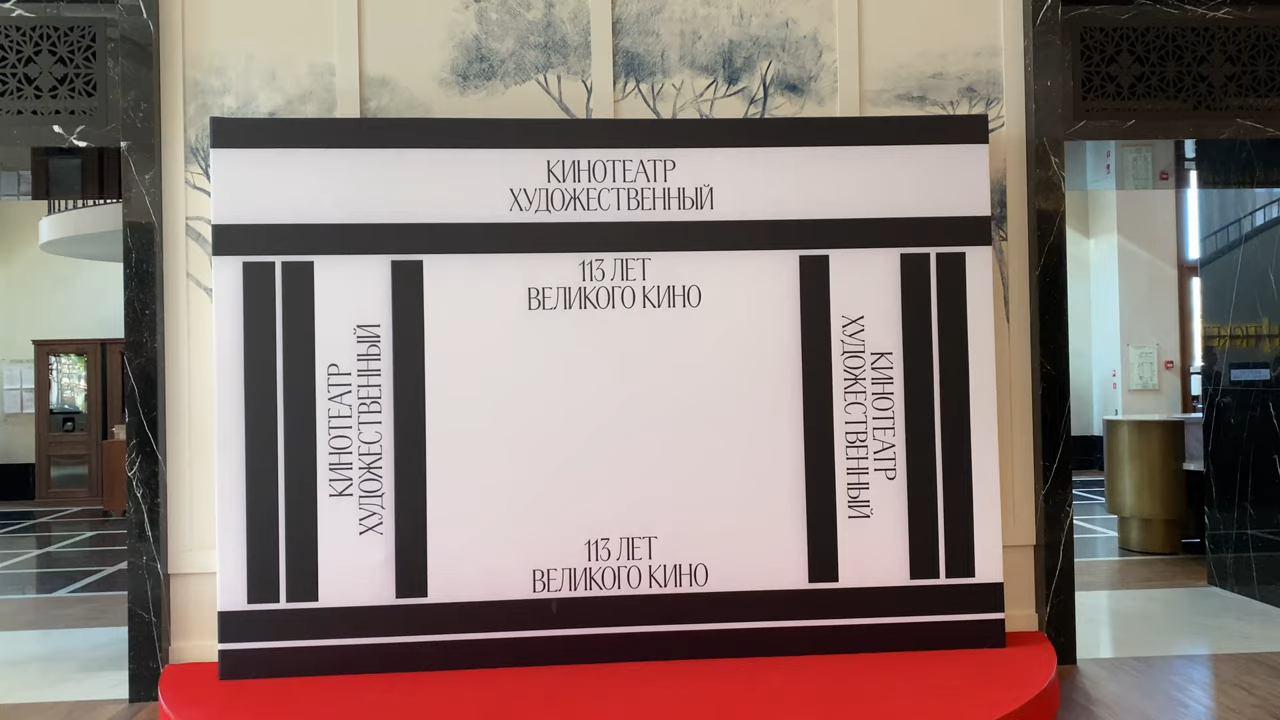 КИНОТЕАТР
ХУДОЖЕСТВЕННЫЙ
113 ЛЕТ
ВЕЛИКОГО КИНО
КИНОТЕАТР
ХУДОЖЕСТВЕННЫЙ
КИНОТЕАТР
ХУДОЖЕСТВЕННЫЙ
113 ЛЕТ
ВЕЛИКОГО КИНО